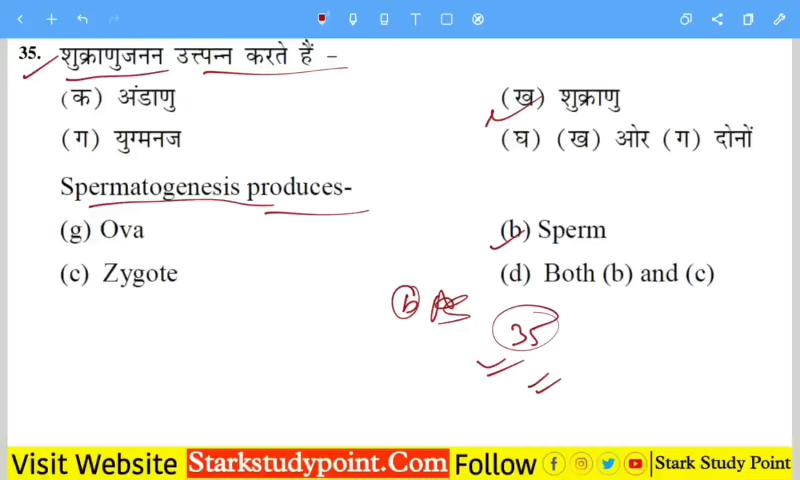 35. शुक्राणुजनन उत्त्पन्न करते हैं -
(क) अंडाणु (ख) शुक्राणु
(ग) युग्मनज (घ) (ख) ओर (ग) दोनों
Spermatogenesis produces-
(g) Ova (b) Sperm
(c) Zygote (d) Both (b) and (c)
b
35
Visit Website Starkstudypoint.Com Follow Stark Study Point